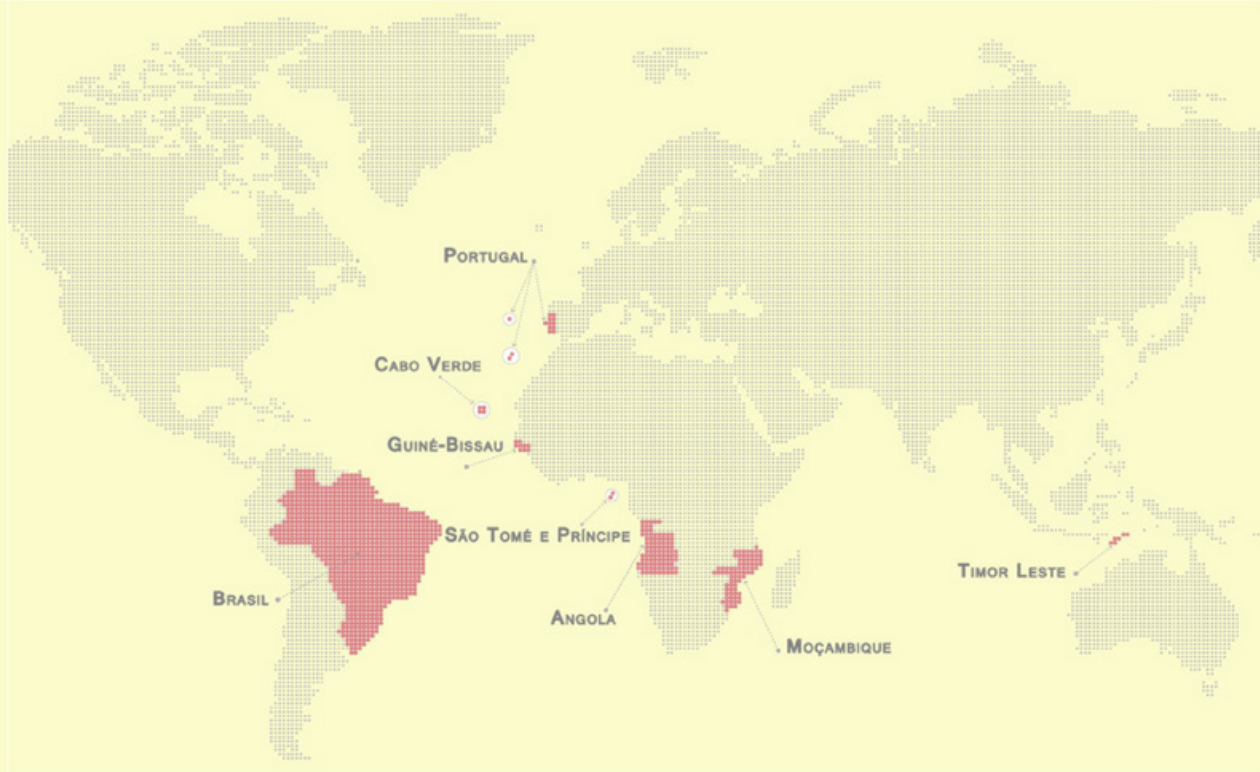 Portugal
Cabo Verde
Guiné-Bissau
São Tomé e Príncipe
Brasil
Angola
Timor Leste
Moçambique